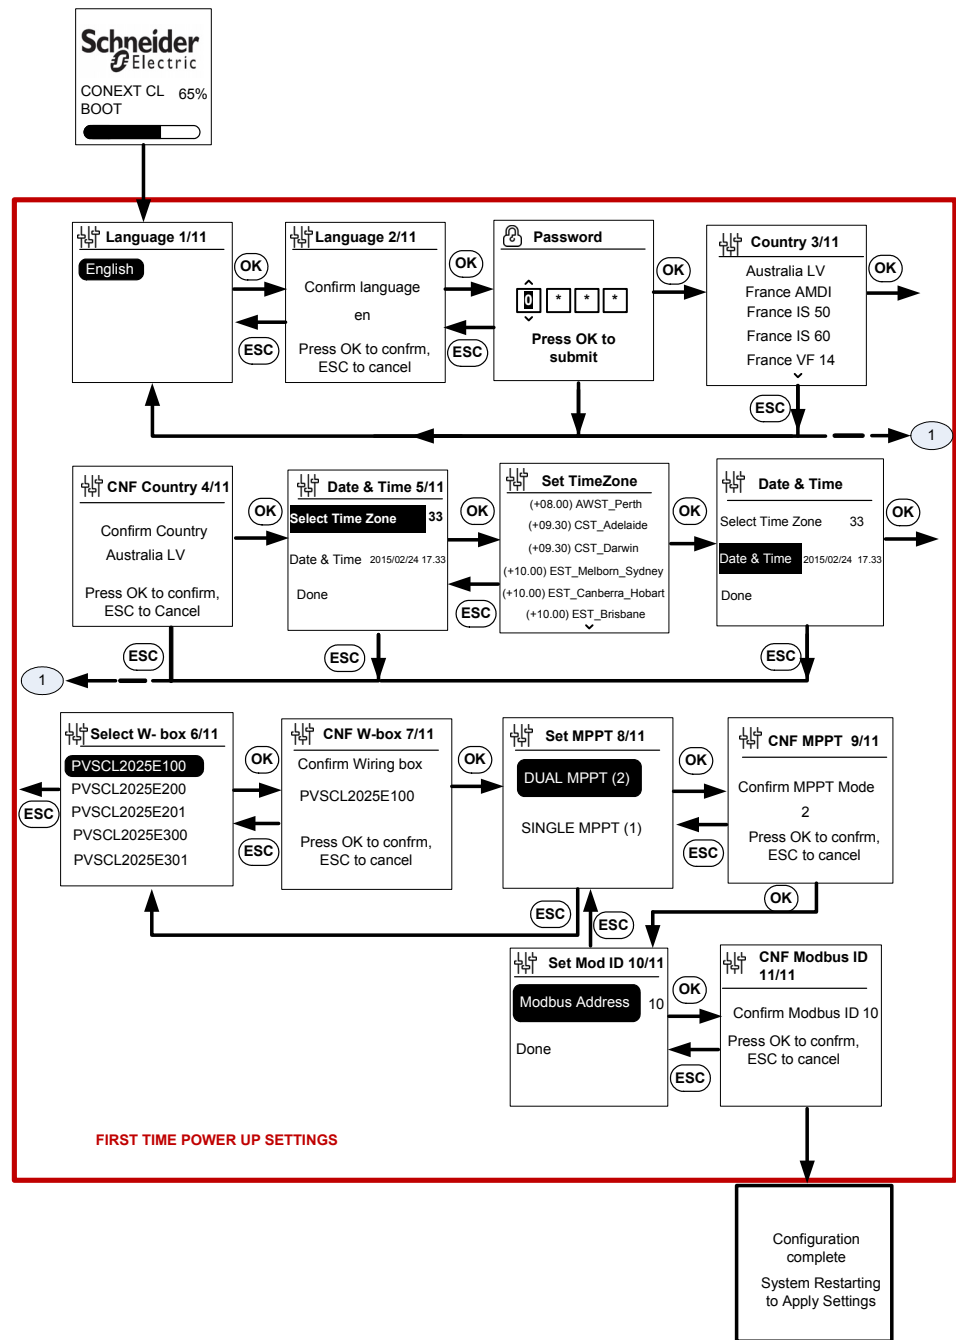 Schneider
Electric
CONEXT CL 65%
BOOT
Language 1/11
English
OK
ESC
Language 2/11
Confirm language
en
Press OK to confrm,
ESC to cancel
OK
ESC
Password
0 * * *
Press OK to
submit
OK
Country 3/11
Australia LV
France AMDI
France IS 50
France IS 60
France VF 14
OK
ESC
1
CNF Country 4/11
Confirm Country
Australia LV
Press OK to confirm,
ESC to Cancel
OK
ESC
Date & Time 5/11
Select Time Zone 33
Date & Time 2015/02/24 17.33
Done
OK
ESC
ESC
Set TimeZone
(+08.00) AWST_Perth
(+09.30) CST_Adelaide
(+09.30) CST_Darwin
(+10.00) EST_Melborn_Sydney
(+10.00) EST_Canberra_Hobart
(+10.00) EST_Brisbane
OK
Date & Time
Select Time Zone 33
Date & Time 2015/02/24 17.33
Done
OK
ESC
1
Select W- box 6/11
PVSCL2025E100
PVSCL2025E200
PVSCL2025E201
PVSCL2025E300
PVSCL2025E301
ESC
OK
ESC
CNF W-box 7/11
Confirm Wiring box
PVSCL2025E100
Press OK to confrm,
ESC to cancel
OK
Set MPPT 8/11
DUAL MPPT (2)
SINGLE MPPT (1)
OK
ESC
CNF MPPT 9/11
Confirm MPPT Mode
2
Press OK to confrm,
ESC to cancel
OK
ESC
ESC
Set Mod ID 10/11
Modbus Address 10
Done
OK
ESC
CNF Modbus ID
11/11
Confirm Modbus ID 10
Press OK to confrm,
ESC to cancel
FIRST TIME POWER UP SETTINGS
Configuration
complete
System Restarting
to Apply Settings